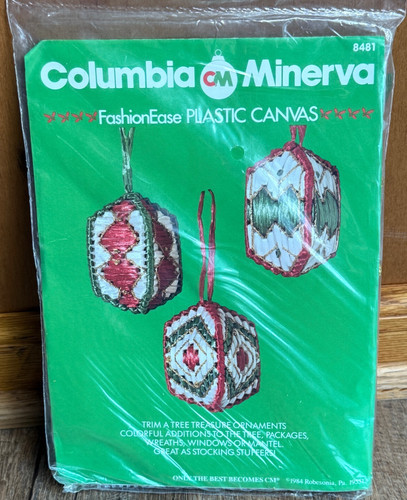 8481
Columbia CM Minerva
FashionEase PLASTIC CANVAS
TRIM A TREE TREASURE ORNAMENTS
COLORFUL ADDITIONS TO THE TREE, PACKAGES,
WREATHS, WINDOWS OR MANTEL.
GREAT AS STOCKING STUFFERS!
ONLY THE BEST BECOMES CM® ©1984 Robesonia, Pa.